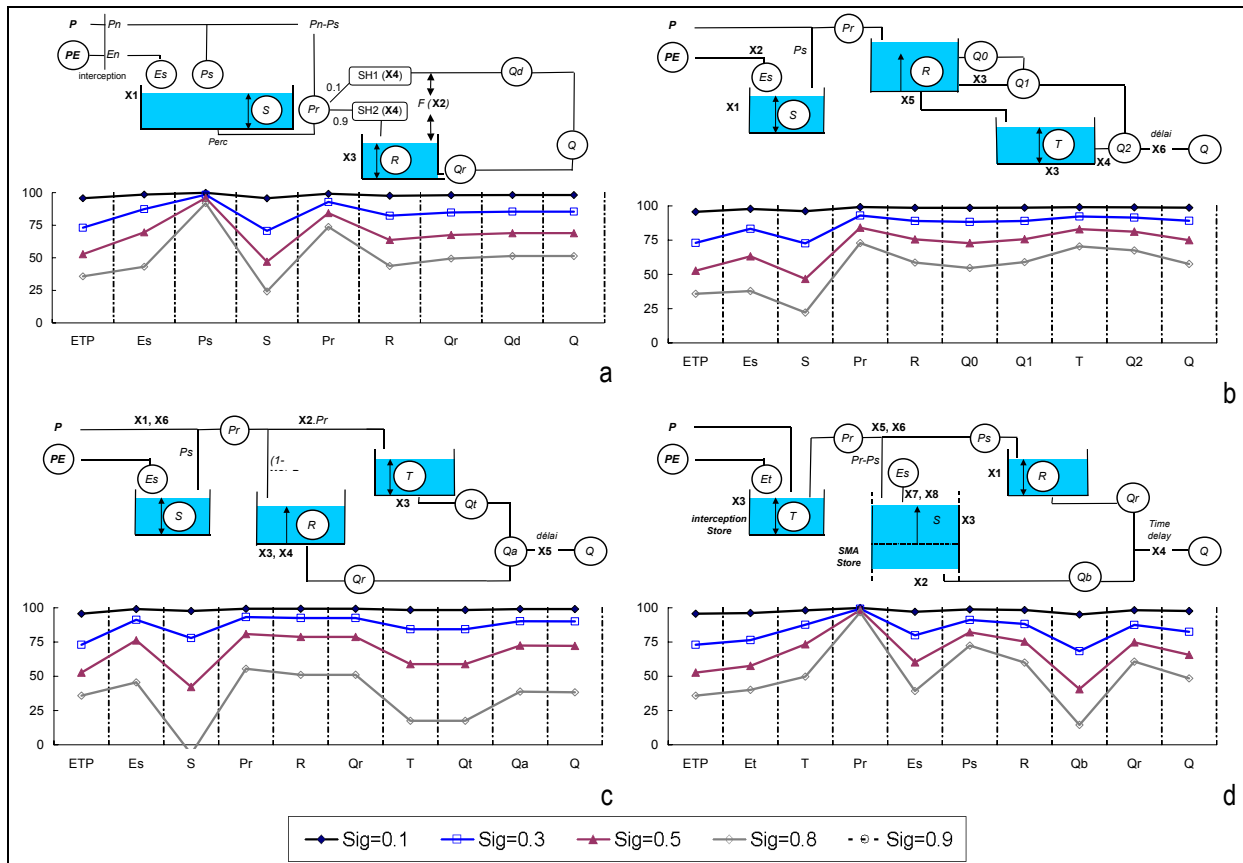 P Pn Pn-Ps
PE En
interception
Es Ps
X1
S
Perc
Pr
0.1
0.9
SH1 (X4)
SH2 (X4)
F (X2)
Qd
Q
X3
R
Qr
100
75
50
25
0
ETP Es Ps S Pr R Qr Qd Q
a
P
PE
X2
Es
Ps
X1
S
Pr
R
X5
Q0
X3
Q1
T
X3
X4
Q2
délai
X6
Q
100
75
50
25
0
ETP Es S Pr R Q0 Q1 T Q2 Q
b
P
PE
X1, X6
Ps
Es
S
Pr
X2.Pr
(1-
R
X3, X4
Qr
T
X3
Qt
Qa
délai
X5
Q
100
75
50
25
0
ETP Es S Pr R Qr T Qt Qa Q
c
P
PE
Et
X3
interception
Store
T
Pr
X5, X6
Pr-Ps
Es
X7, X8
S
X3
SMA
Store
X2
Ps
X1
R
Qr
Qb
Time
delay
X4
Q
100
75
50
25
0
ETP Et T Pr Es Ps R Qb Qr Q
d
Sig=0.1 Sig=0.3 Sig=0.5 Sig=0.8 Sig=0.9